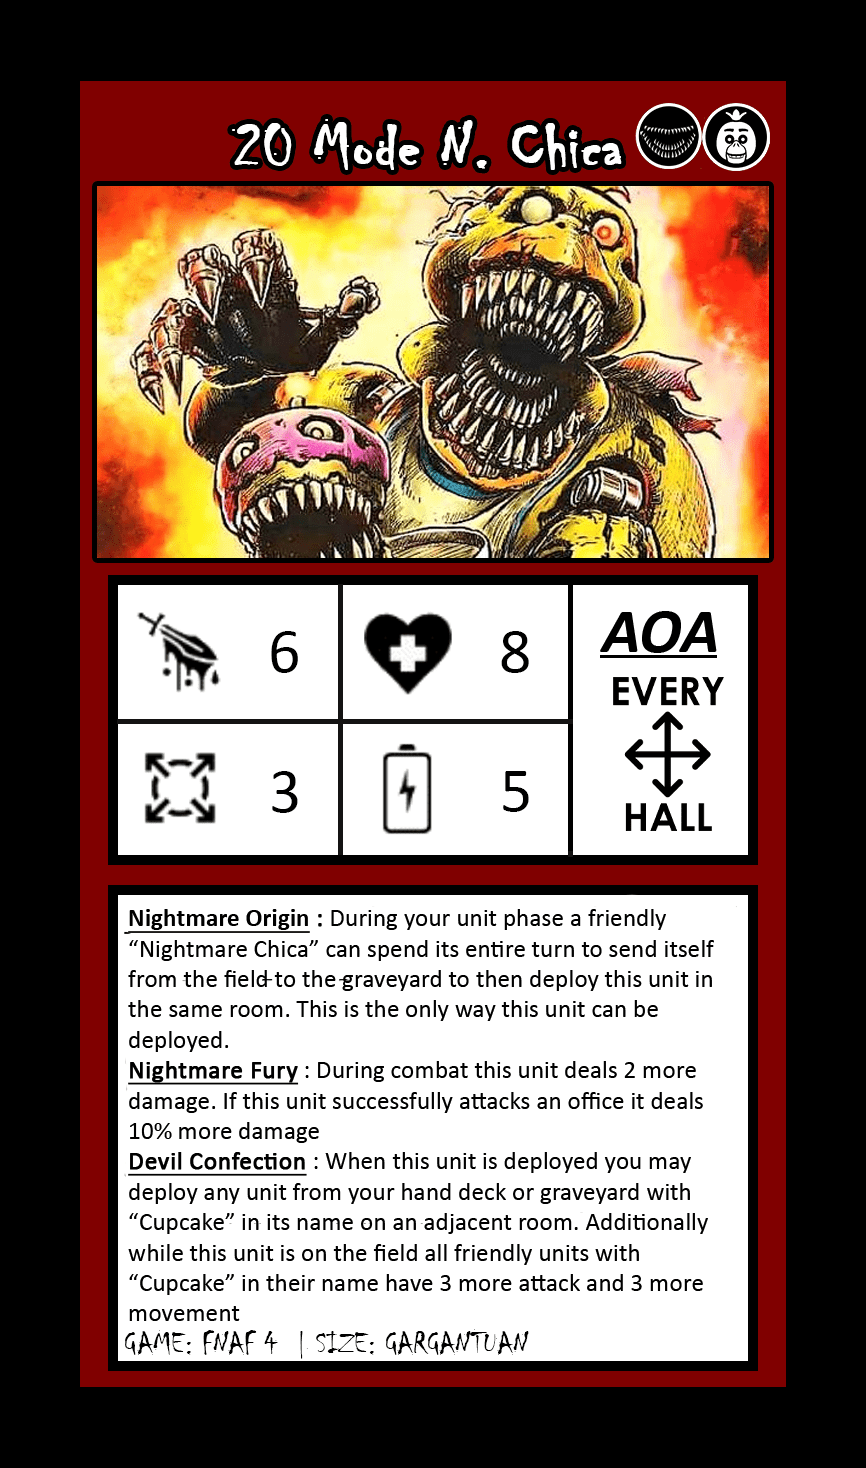 20 Mode N. Chica
6
8
AOA
EVERY
HALL
3
5
Nightmare Origin : During your unit phase a friendly
“Nightmare Chica” can spend its entire turn to send itself
from the field to the graveyard to then deploy this unit in
the same room. This is the only way this unit can be
deployed.
Nightmare Fury : During combat this unit deals 2 more
damage. If this unit successfully attacks an office it deals
10% more damage
Devil Confection : When this unit is deployed you may
deploy any unit from your hand deck or graveyard with
“Cupcake” in its name on an adjacent room. Additionally
while this unit is on the field all friendly units with
“Cupcake” in their name have 3 more attack and 3 more
movement
GAME: FNAF 4 | SIZE: GARGANTUAN